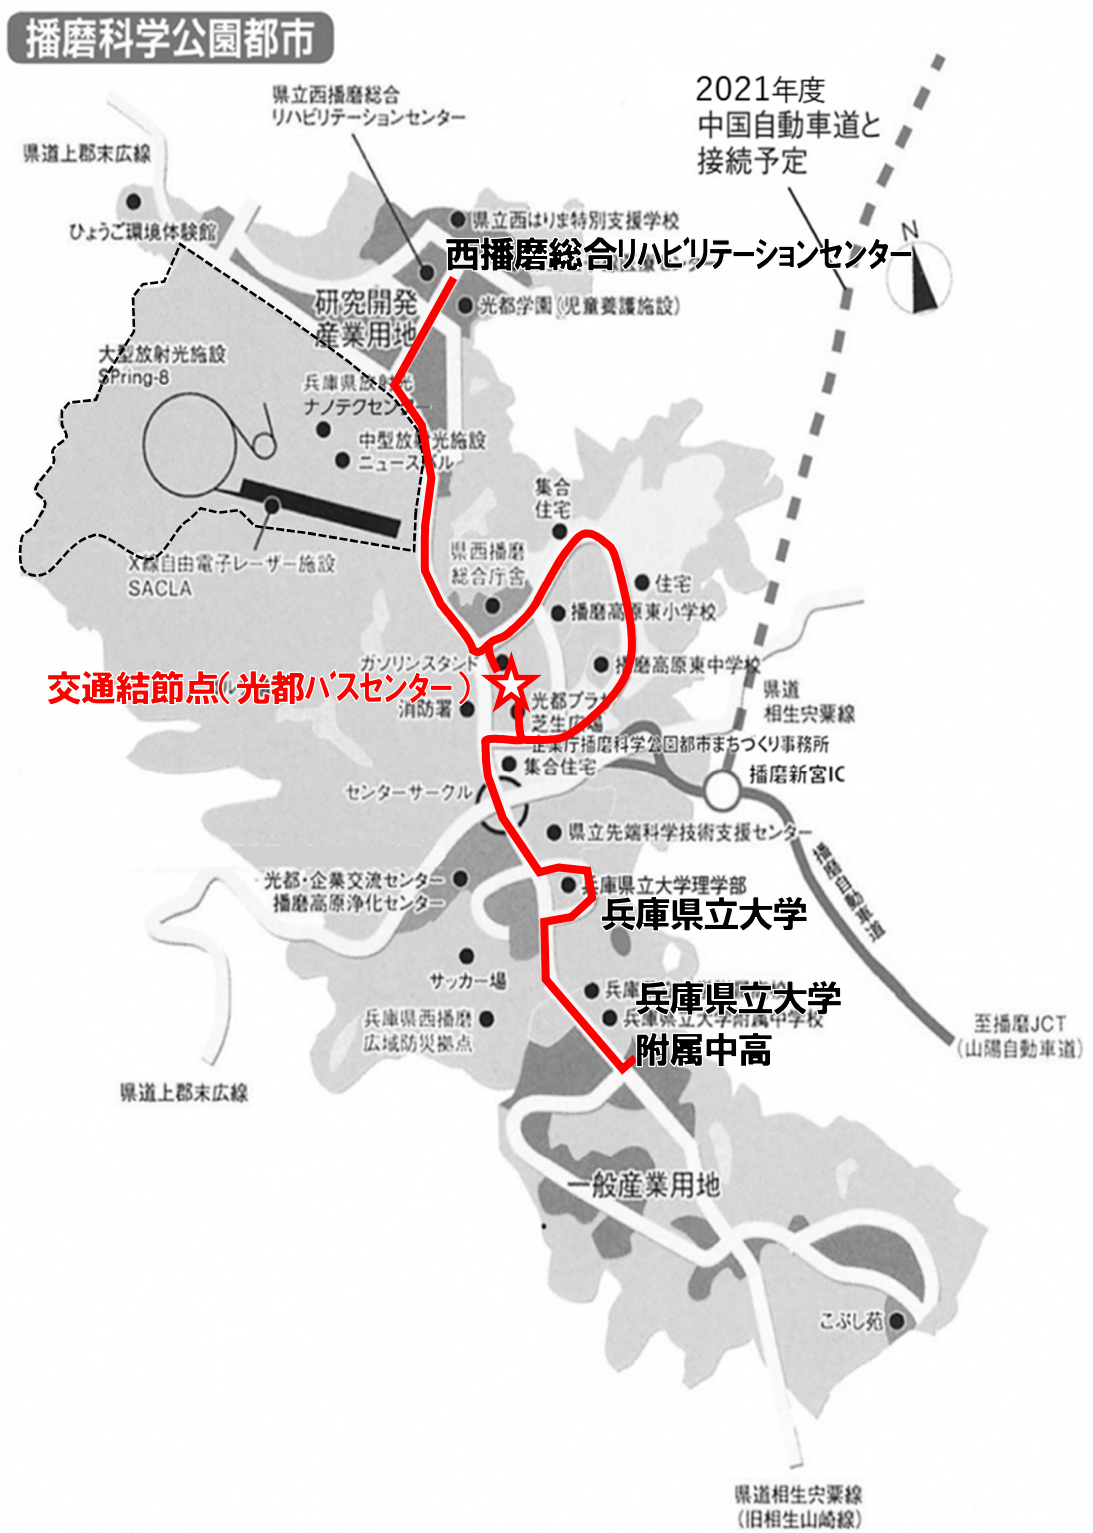 播磨科学公園都市
県立西播磨総合
リハビリテーションセンター
2021年度
中国自動車道と
接続予定
県道上郡末広線
N
ひょうご環境体験館
県立西はりま特別支援学校
西播磨総合リハビリテーションセンター
光都学園(児童養護施設)
研究開発
産業用地
大型放射光施設
SPring-8
兵庫県放射光
ナノテクセンター
中型放射光施設
ニュースバル
X線自由電子レーザー施設
SACLA
集合
住宅
県西播磨
総合庁舎
住宅
播磨高原東小学校
ガソリンスタンド
播磨高原東中学校
交通結節点(光都バスセンター)
消防署
光都プラザ
芝生広場
県道
相生宍粟線
企業庁播磨科学公園都市まちづくり事務所
集合住宅
播磨新宮IC
センターサークル
県立先端科学技術支援センター
播磨自動車道
光都・企業交流センター
播磨高原浄化センター
兵庫県立大学理学部
兵庫県立大学
サッカー場
兵庫県西播磨
広域防災拠点
兵庫県立大学
兵庫県立大学附属中学校
附属中高
至播磨JCT
(山陽自動車道)
県道上郡末広線
一般産業用地
こぶし苑
県道相生宍粟線
(旧相生山崎線)